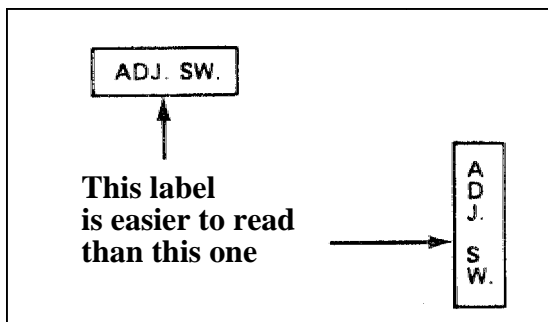 ADJ. SW.
This label
is easier to read
than this one
A
D
J.
S
W.